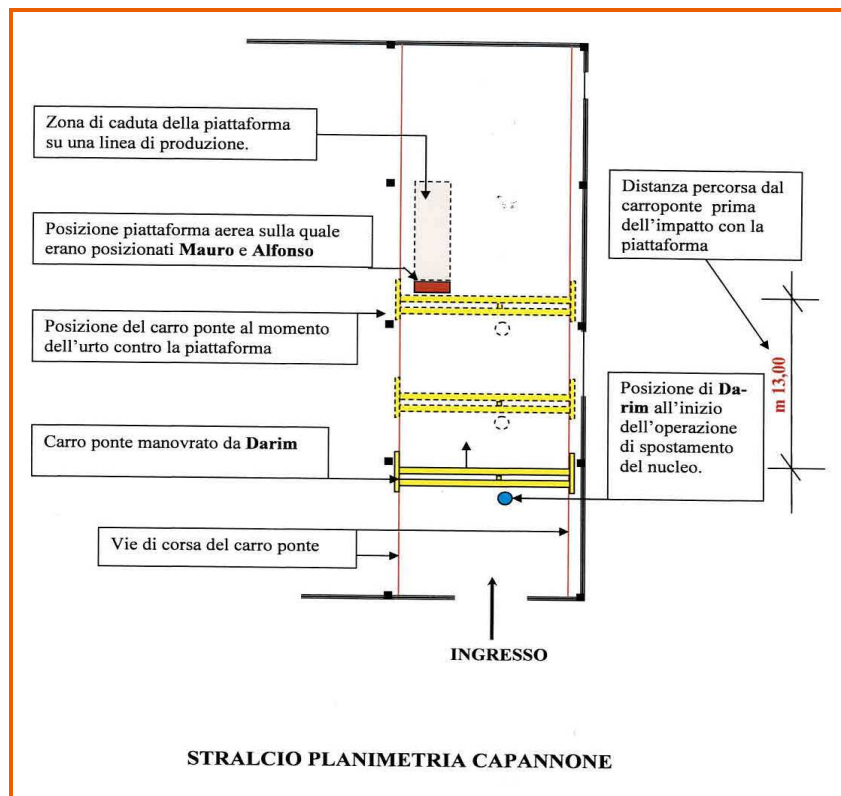 Zona di caduta della piattaforma
su una linea di produzione.
Posizione piattaforma aerea sulla quale
erano posizionati Mauro e Alfonso
Posizione del carro ponte al momento
dell'urto contro la piattaforma
Carro ponte manovrato da Darim
Vie di corsa del carro ponte
Distanza percorsa dal
carroponte prima
dell'impatto con la
piattaforma
m 13,00
Posizione di Da-
rim all'inizio
dell'operazione
di spostamento
del nucleo.
INGRESSO
STRALCIO PLANIMETRIA CAPANNONE